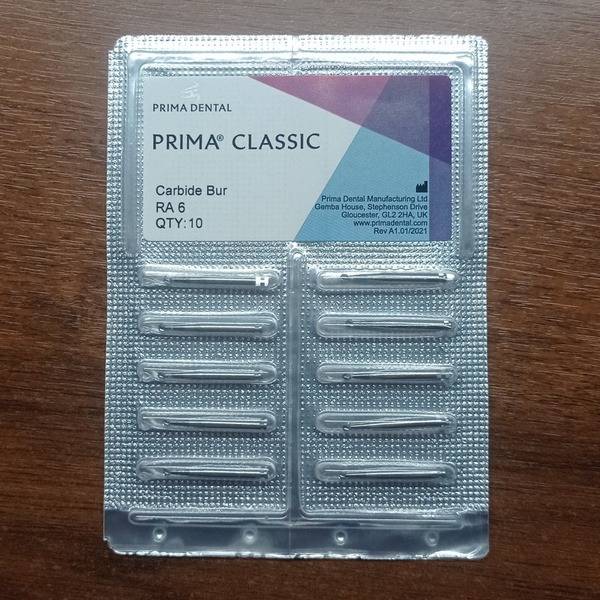 PRIMA DENTAL
PRIMA® CLASSIC
Carbide Bur
RA 6
QTY: 10
Prima Dental Manufacturing Ltd
Gemba House, Stephenson Drive
Gloucester, GL2 2HA, UK
www.primadental.com
Rev A1.01/2021